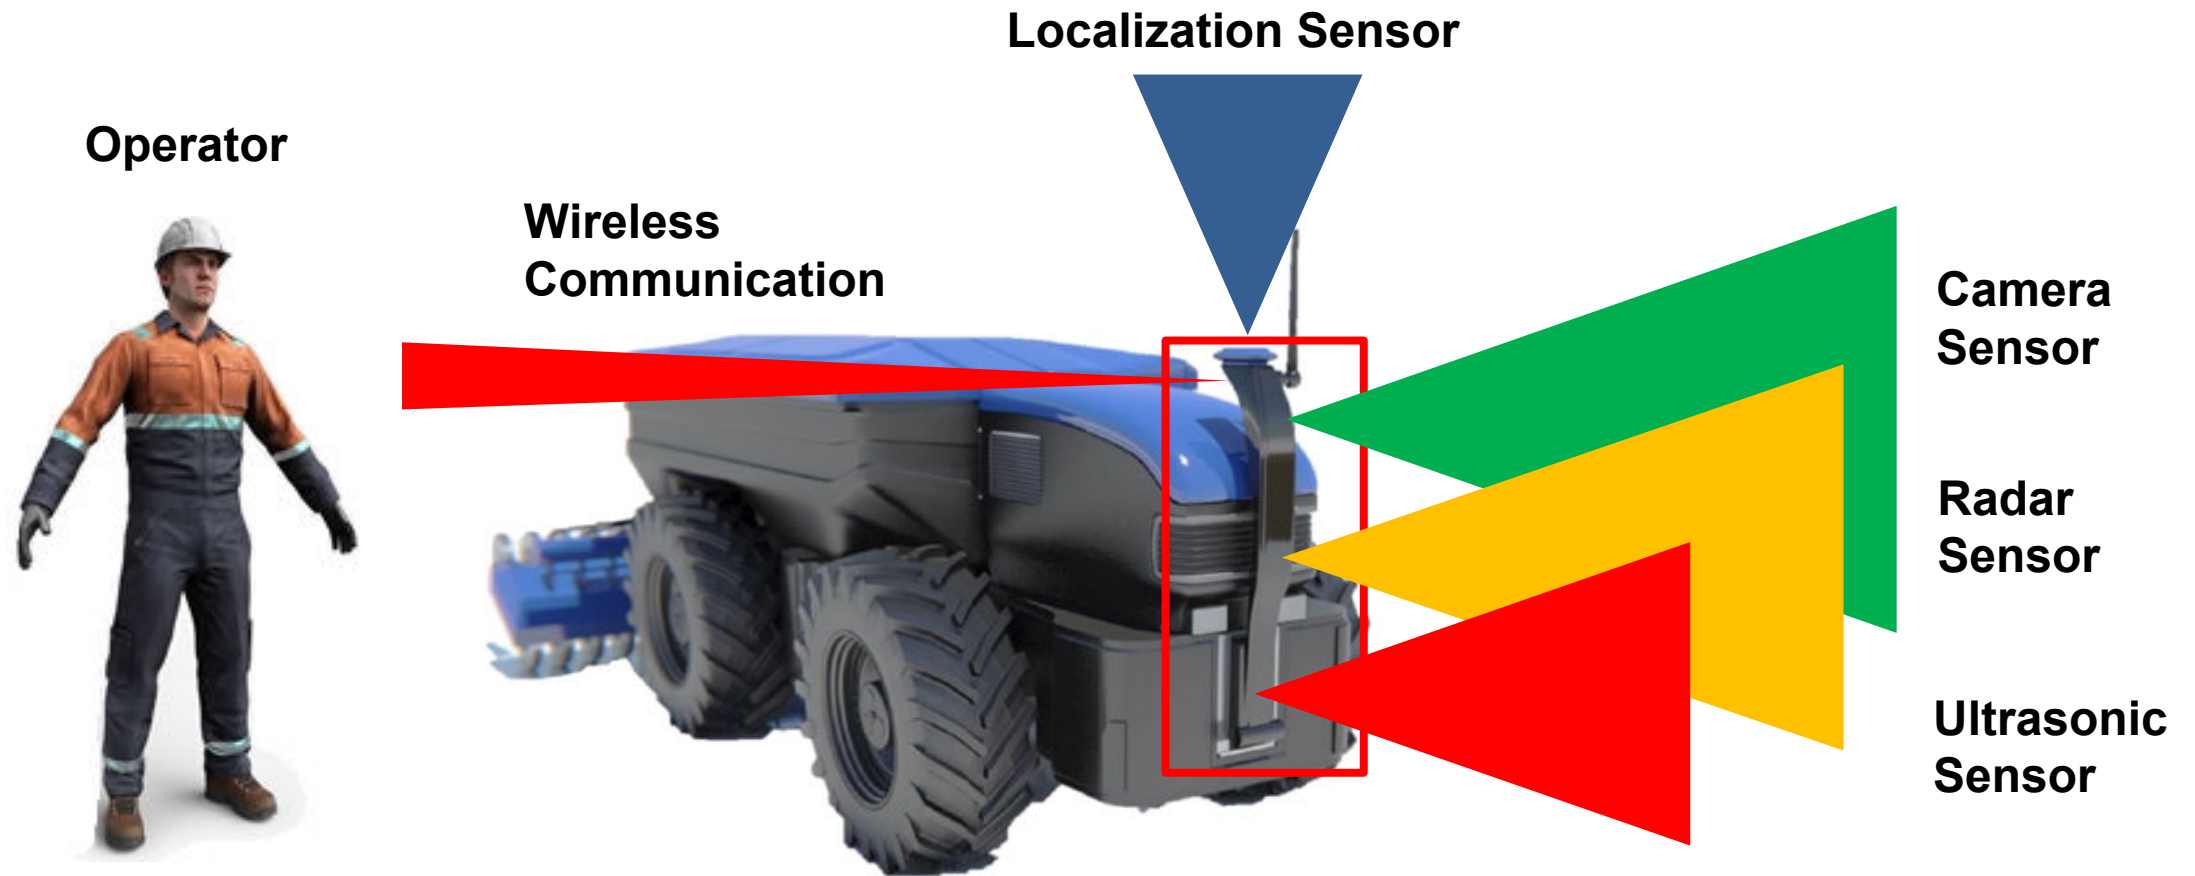 Localization Sensor
Operator
Wireless
Communication
Camera
Sensor
Radar
Sensor
Ultrasonic
Sensor